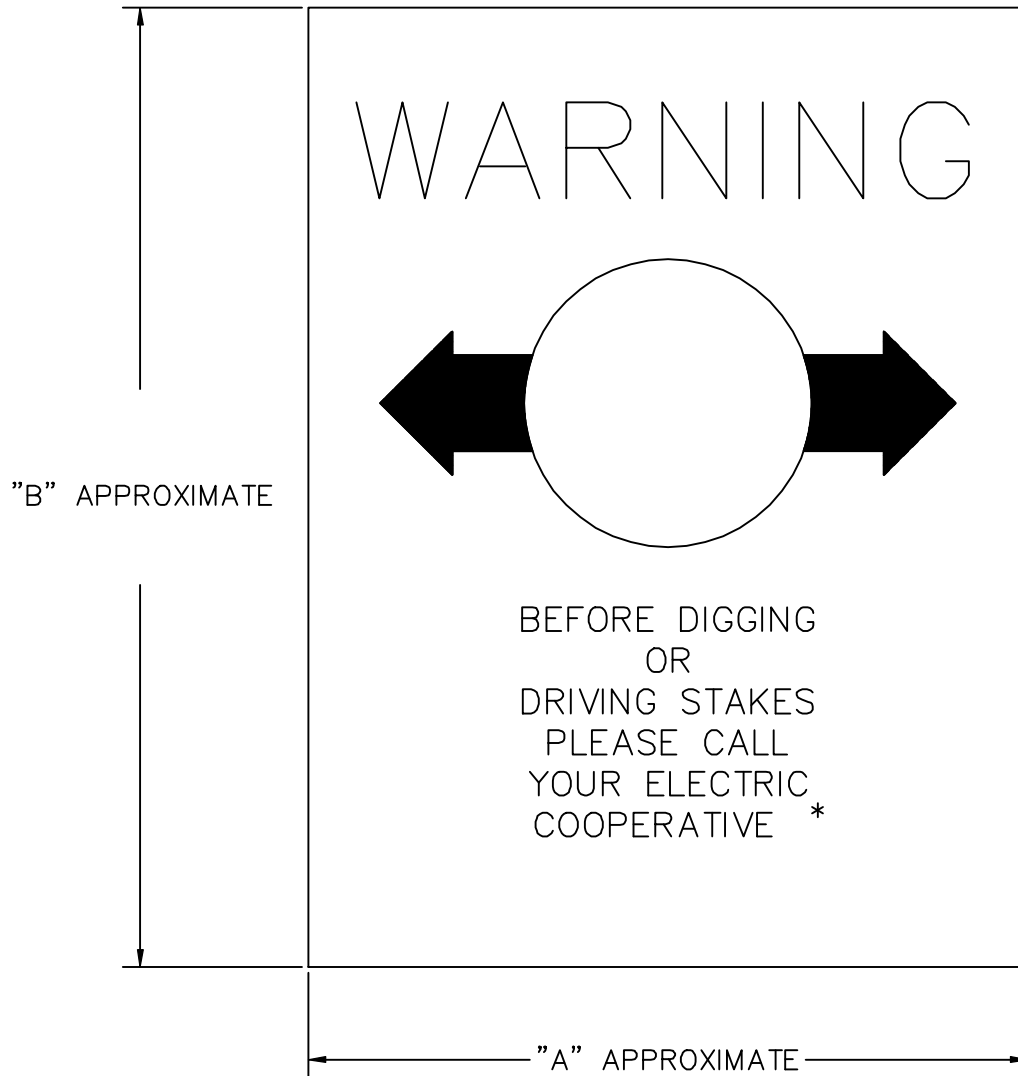 WARNING
"B" APPROXIMATE
BEFORE DIGGING
OR
DRIVING STAKES
PLEASE CALL
YOUR ELECTRIC
COOPERATIVE *
"A" APPROXIMATE